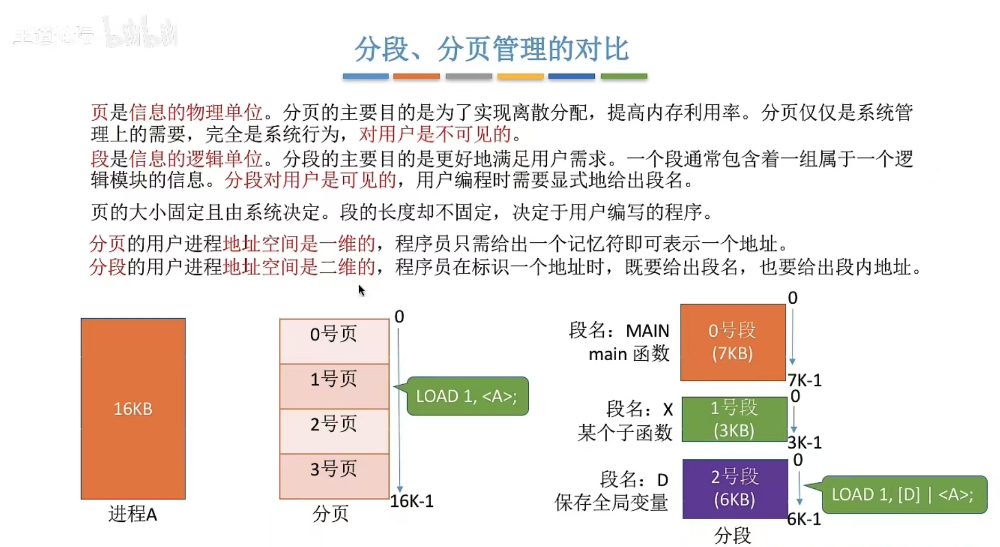 bilibili
分段、分页管理的对比
页是信息的物理单位。分页的主要目的是为了实现离散分配，提高内存利用率。分页仅仅是系统管
理上的需要，完全是系统行为，对用户是不可见的。
段是信息的逻辑单位。分段的主要目的是更好地满足用户需求。一个段通常包含着一组属于一个逻
辑模块的信息。分段对用户是可见的，用户编程时需要显式地给出段名。
页的大小固定且由系统决定。段的长度却不固定，决定于用户编写的程序。
分页的用户进程地址空间是一维的，程序员只需给出一个记忆符即可表示一个地址。
分段的用户进程地址空间是二维的，程序员在标识一个地址时，既要给出段名，也要给出段内地址。
16KB
进程A
0号页
1号页
2号页
3号页
0
16K-1
LOAD 1, <A>;
分页
段名：MAIN
main 函数
0号段
(7KB)
0
7K-1
段名：X
某个子函数
1号段
(3KB)
0
3K-1
段名：D
保存全局变量
2号段
(6KB)
0
6K-1
LOAD 1, [D] | <A>;
分段